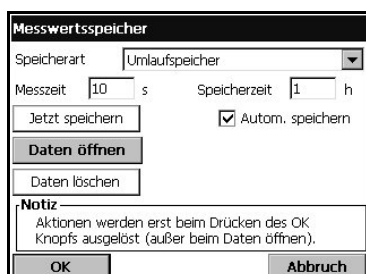 Messwertsspeicher
Speicherart Umlaufspeicher
Messzeit 10 s Speicherzeit 1 h
Jetzt speichern Autom. speichern
Daten öffnen
Daten löschen
Notiz
Aktionen werden erst beim Drücken des OK
Knopfs ausgelöst (außer beim Daten öffnen).
OK Abbruch